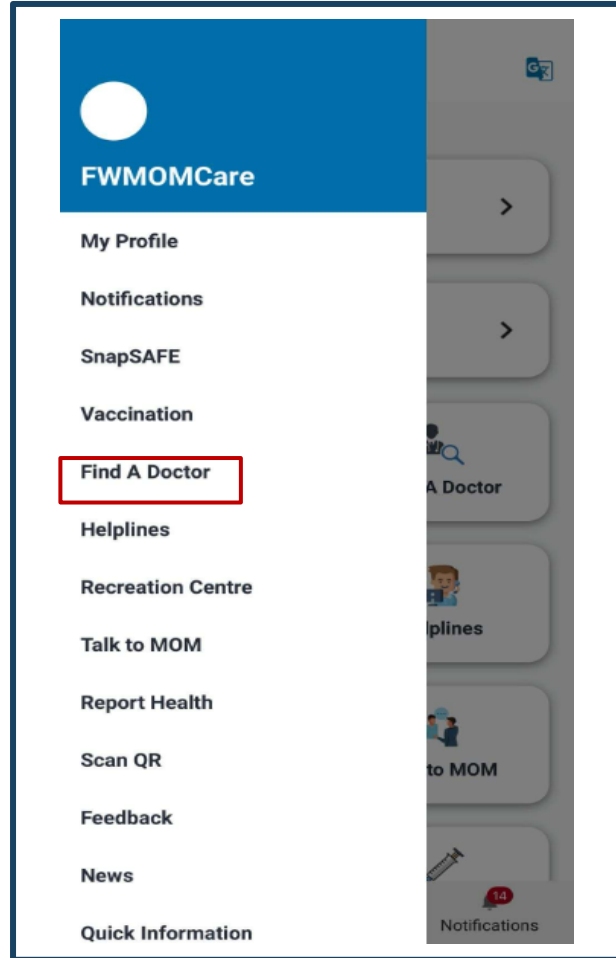 FWMOMCare
My Profile
Notifications
SnapSAFE
Vaccination
Find A Doctor
Helplines
Recreation Centre
Talk to MOM
Report Health
Scan QR
Feedback
News
Quick Information
A Doctor
lplines
to MOM
14
Notifications